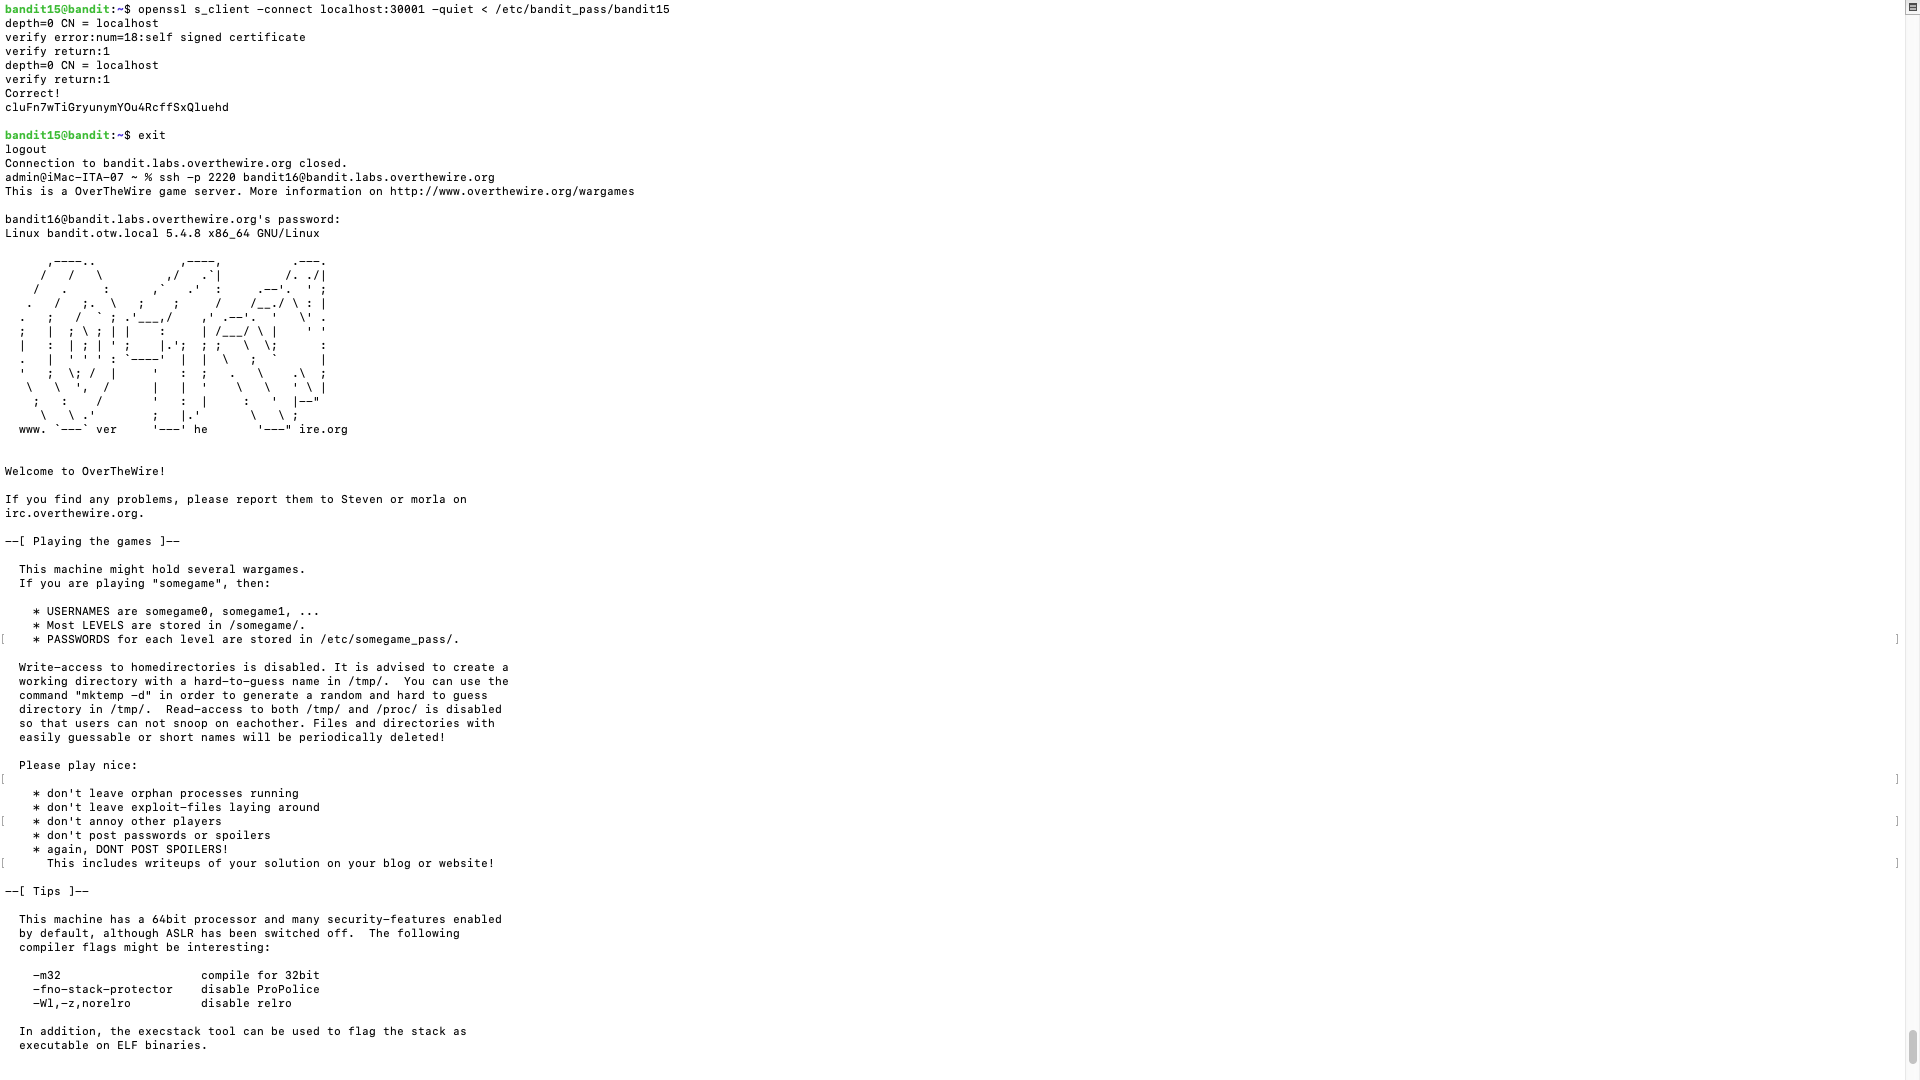 bandit15@bandit:~$ openssl s_client -connect localhost:30001 -quiet < /etc/bandit_pass/bandit15
depth=0 CN = localhost
verify error:num=18:self signed certificate
verify return:1
depth=0 CN = localhost
verify return:1
Correct!
cluFn7wTiGryunymYOu4RcffSxQluehd
bandit15@bandit:~$ exit
logout
Connection to bandit.labs.overthewire.org closed.
admin@iMac-ITA-07 ~ % ssh -p 2220 bandit16@bandit.labs.overthewire.org
This is a OverTheWire game server. More information on http://www.overthewire.org/wargames
bandit16@bandit.labs.overthewire.org's password:
Linux bandit.otw.local 5.4.8 x86_64 GNU/Linux
www. `---` ver     '---' he       '---" ire.org
Welcome to OverTheWire!
If you find any problems, please report them to Steven or morla on
irc.overthewire.org.
--[ Playing the games ]--
This machine might hold several wargames.
If you are playing "somegame", then:
* USERNAMES are somegame0, somegame1, ...
* Most LEVELS are stored in /somegame/.
* PASSWORDS for each level are stored in /etc/somegame_pass/.
Write-access to homedirectories is disabled. It is advised to create a
working directory with a hard-to-guess name in /tmp/.  You can use the
command "mktemp -d" in order to generate a random and hard to guess
directory in /tmp/.  Read-access to both /tmp/ and /proc/ is disabled
so that users can not snoop on eachother. Files and directories with
easily guessable or short names will be periodically deleted!
Please play nice:
* don't leave orphan processes running
* don't leave exploit-files laying around
* don't annoy other players
* don't post passwords or spoilers
* again, DONT POST SPOILERS!
This includes writeups of your solution on your blog or website!
--[ Tips ]--
This machine has a 64bit processor and many security-features enabled
by default, although ASLR has been switched off.  The following
compiler flags might be interesting:
-m32                    compile for 32bit
-fno-stack-protector    disable ProPolice
-Wl,-z,norelro          disable relro
In addition, the execstack tool can be used to flag the stack as
executable on ELF binaries.